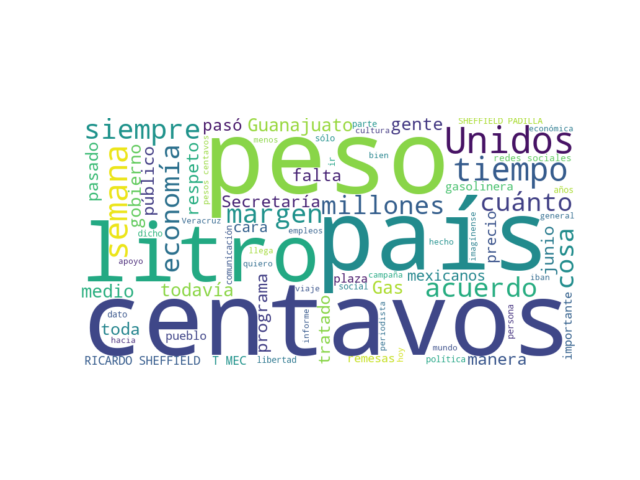 SHEFFIELD PADILLA
siempre
pasó
Guanajuato
parte
cultura
gente
económica
peso
Unidos
menos
sólo
ir
bien
redes sociales
pasado
semana
gobierno
público
economía
respeto
pesos centavos
falta
tiempo
gasolinera
años
Secretaría
margen
millones
cuánto
litro
país
Veracruz
cara
dicho
comunicación
empleos
hecho
imagínense
precio
junio
general
cosa
apoyo
llega
quiero
plaza
campaña
mexicanos
iban
medio
todavía
programa
viaje
social
Gas
acuerdo
importante
centavos
dato
toda
hacia
pueblo
informe
tratado
periodista
mundo
persona
RICARDO SHEFFIELD
T MEC
libertad
remesas
hoy
política
manera